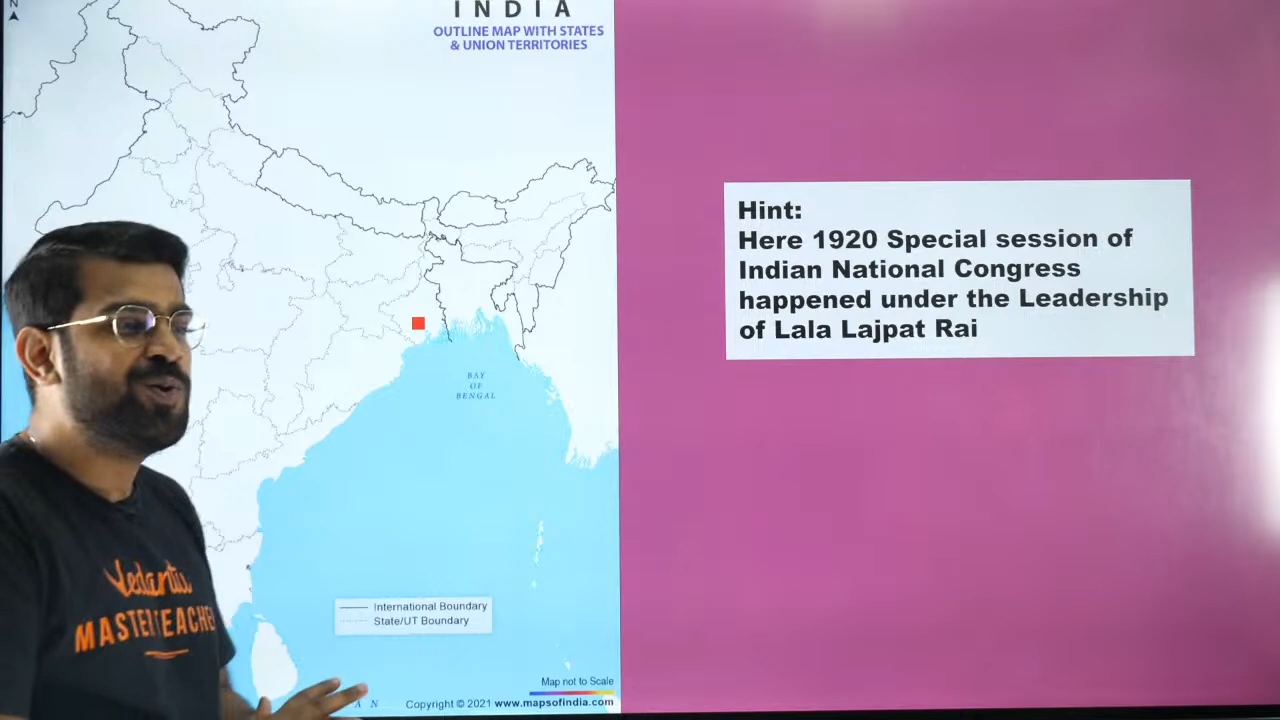 N
INDIA
OUTLINE MAP WITH STATES
& UNION TERRITORIES
Hint:
Here 1920 Special session of
Indian National Congress
happened under the Leadership
of Lala Lajpat Rai
BAY
OF
BENGAL
Vedantu
MASTER TEACHER
International Boundary
State/UT Boundary
Map not to Scale
A N
Copyright © 2021 www.mapsofindia.com